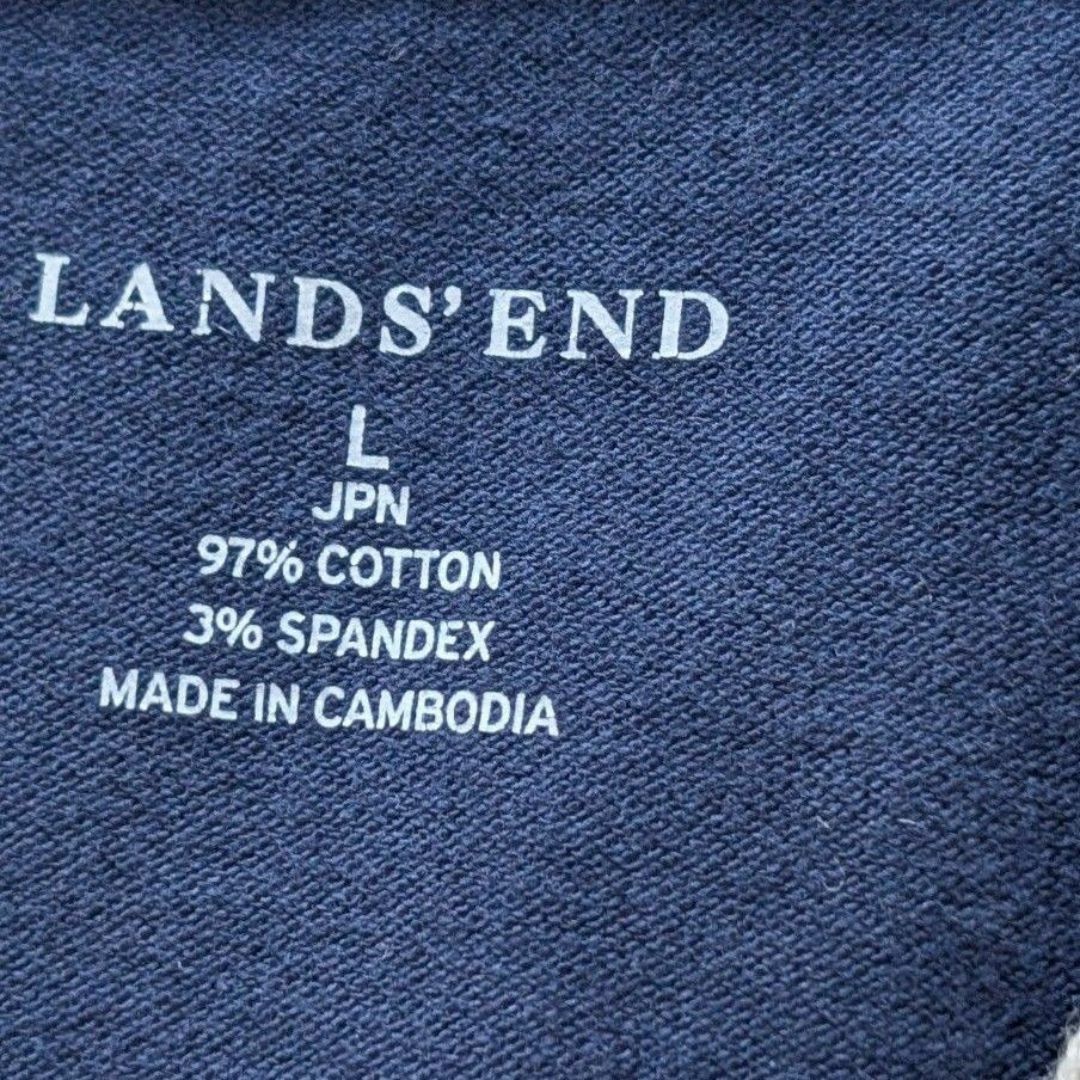 LANDS' END
L
JPN
97% COTTON
3% SPANDEX
MADE IN CAMBODIA